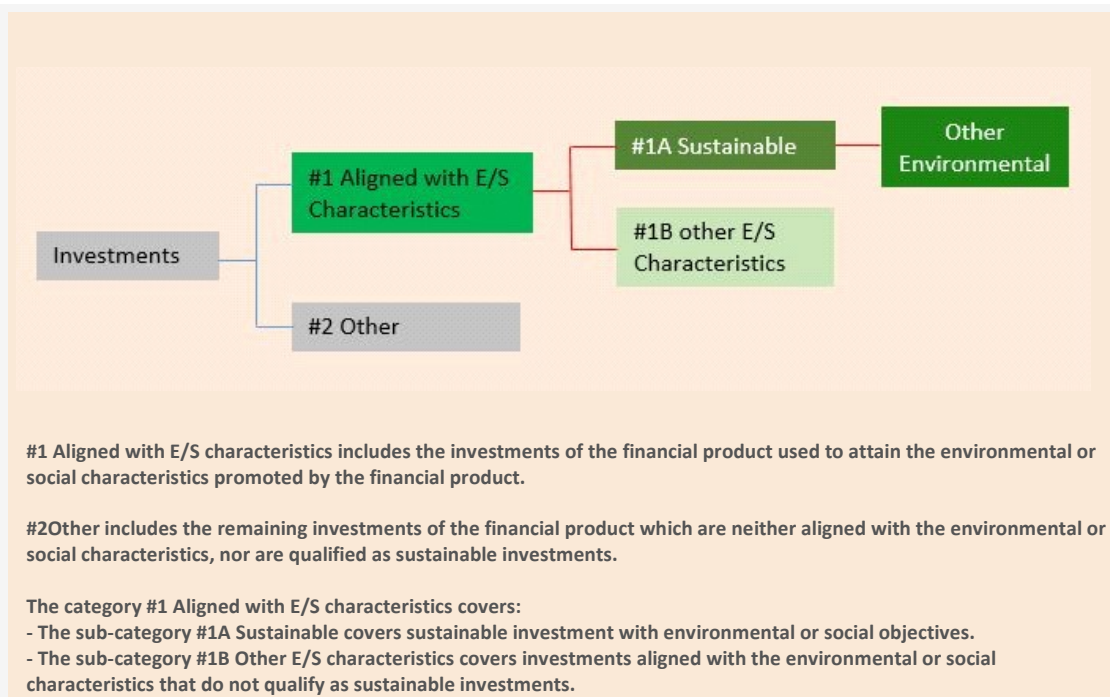 Other
Environmental
#1A Sustainable
#1 Aligned with E/S
Characteristics
#1B other E/S
Characteristics
Investments
#2 Other
#1 Aligned with E/S characteristics includes the investments of the financial product used to attain the environmental or
social characteristics promoted by the financial product.
#2Other includes the remaining investments of the financial product which are neither aligned with the environmental or
social characteristics, nor are qualified as sustainable investments.
The category #1 Aligned with E/S characteristics covers:
- The sub-category #1A Sustainable covers sustainable investment with environmental or social objectives.
- The sub-category #1B Other E/S characteristics covers investments aligned with the environmental or social
characteristics that do not qualify as sustainable investments.